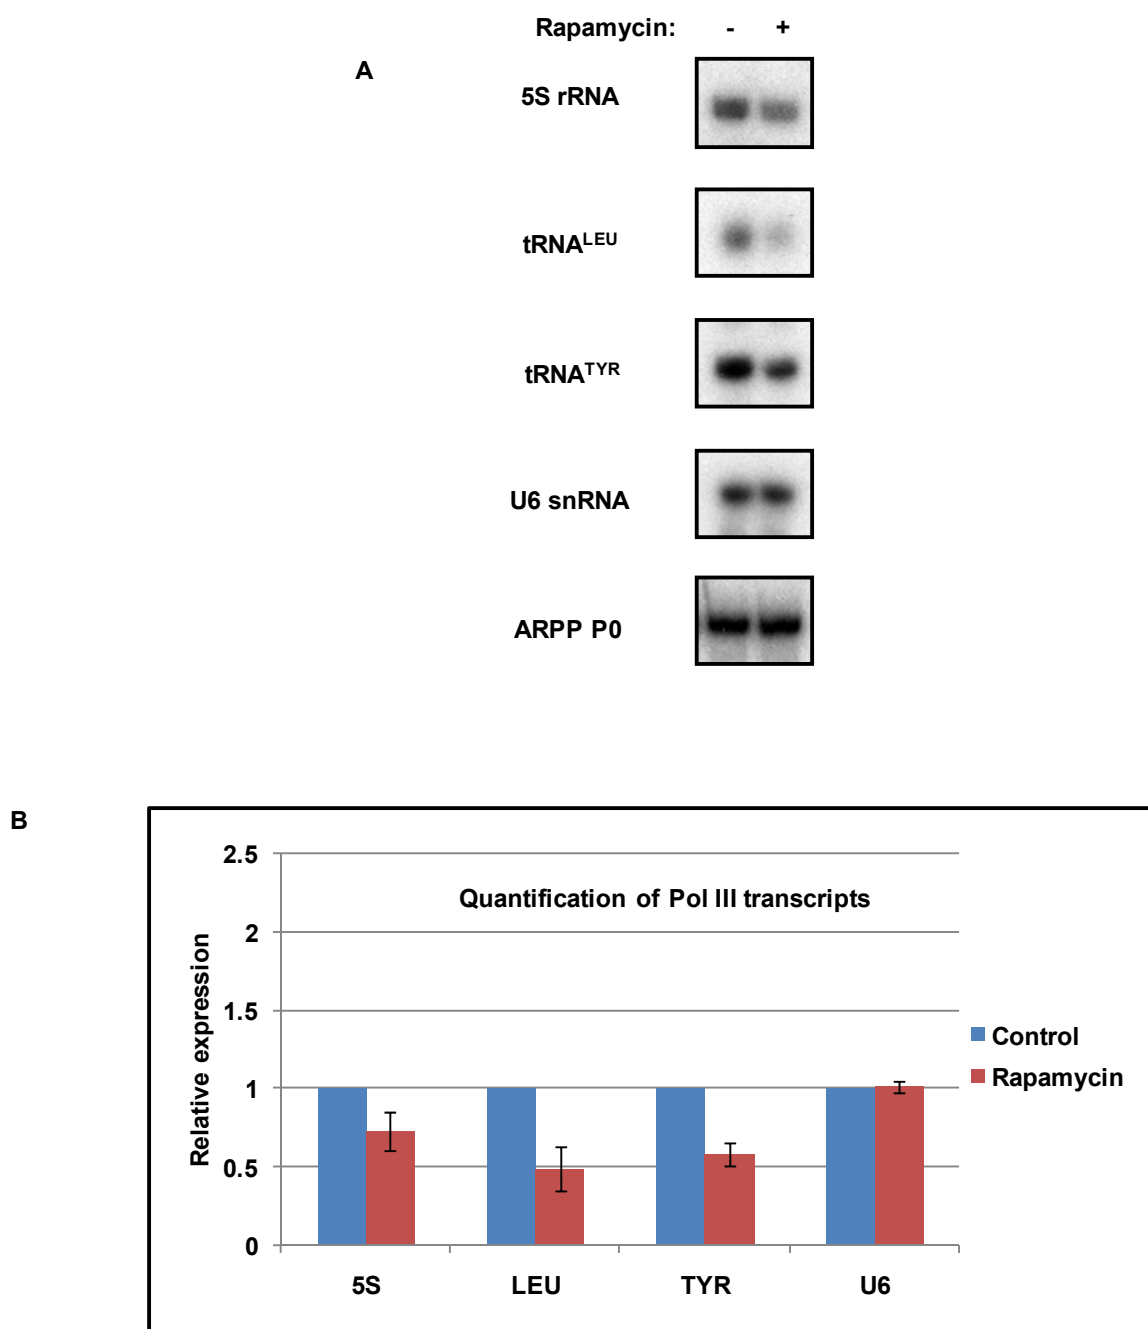 Rapamycin: - +
A
5S rRNA
tRNALEU
tRNATYR
U6 snRNA
ARPP P0
B
Quantification of Pol III transcripts
Relative expression
2.5
2
1.5
1
0.5
0
5S LEU TYR U6
Control
Rapamycin